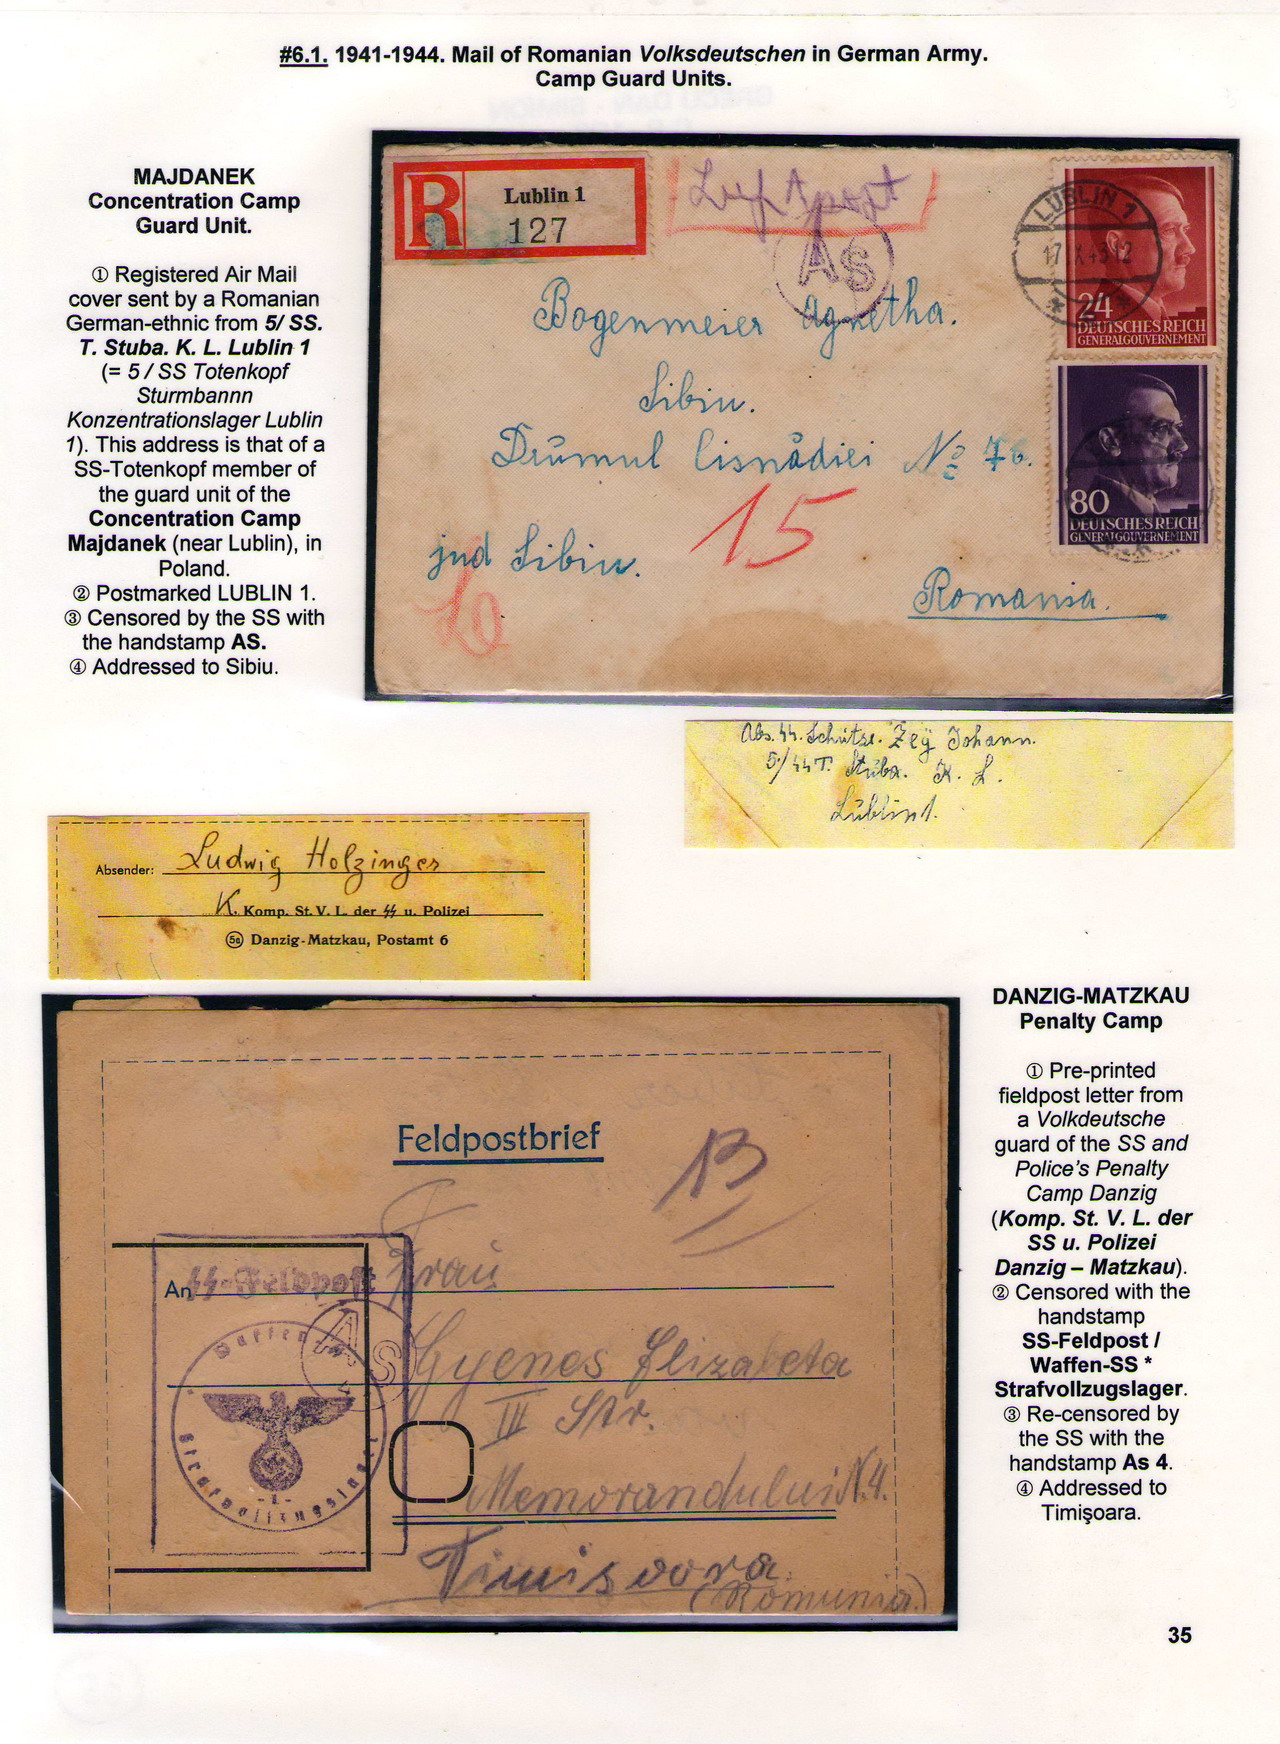 #6.1. 1941-1944. Mail of Romanian Volksdeutschen in German Army.
Camp Guard Units.
MAJDANEK
Concentration Camp
Guard Unit.
① Registered Air Mail
cover sent by a Romanian
German-ethnic from 5/ SS.
T. Stuba. K. L. Lublin 1
(= 5 / SS Totenkopf
Sturmbannn
Konzentrationslager Lublin
1). This address is that of a
SS-Totenkopf member of
the guard unit of the
Concentration Camp
Majdanek (near Lublin), in
Poland.
② Postmarked LUBLIN 1.
③ Censored by the SS with
the handstamp AS.
④ Addressed to Sibiu.
R
Lublin 1
127
Luftpost
As
LUBLIN 1
24
DEUTSCHES REICH
GENERALGOUVERNEMENT
80
DEUTSCHES REICH
GENERALGOUVERNEMENT
Bogenmeier Agnetha.
Sibiu.
Drumul Cisnădiei No 76.
15
jud Sibiu.
Romania.
Abs. SS. Schütze. Zey Johann.
5/SS T. Stuba. K. L.
Lublin 1.
Absender: Ludwig Holzinger
K. Komp. St. V. L. der SS u. Polizei
(5a) Danzig-Matzkau, Postamt 6
Feldpostbrief
13
An
SS-Feldpost
Frau
As
4
Waffen-SS
Strafvollzugslager
- 1 -
Gyenes Elizabeta
III Str.
Memorandului N. 4.
Timisoora.
(Romunia.)
DANZIG-MATZKAU
Penalty Camp
① Pre-printed
fieldpost letter from
a Volkdeutsche
guard of the SS and
Police's Penalty
Camp Danzig
(Komp. St. V. L. der
SS u. Polizei
Danzig – Matzkau).
② Censored with the
handstamp
SS-Feldpost /
Waffen-SS *
Strafvollzugslager.
③ Re-censored by
the SS with the
handstamp As 4.
④ Addressed to
Timişoara.
35